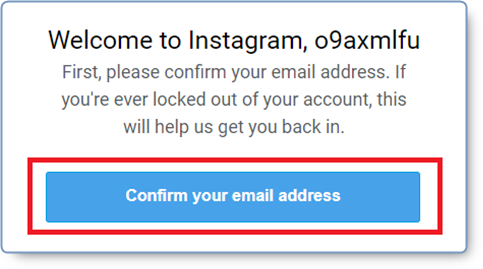 Welcome to Instagram, o9axmlfu
First, please confirm your email address. If
you're ever locked out of your account, this
will help us get you back in.
Confirm your email address